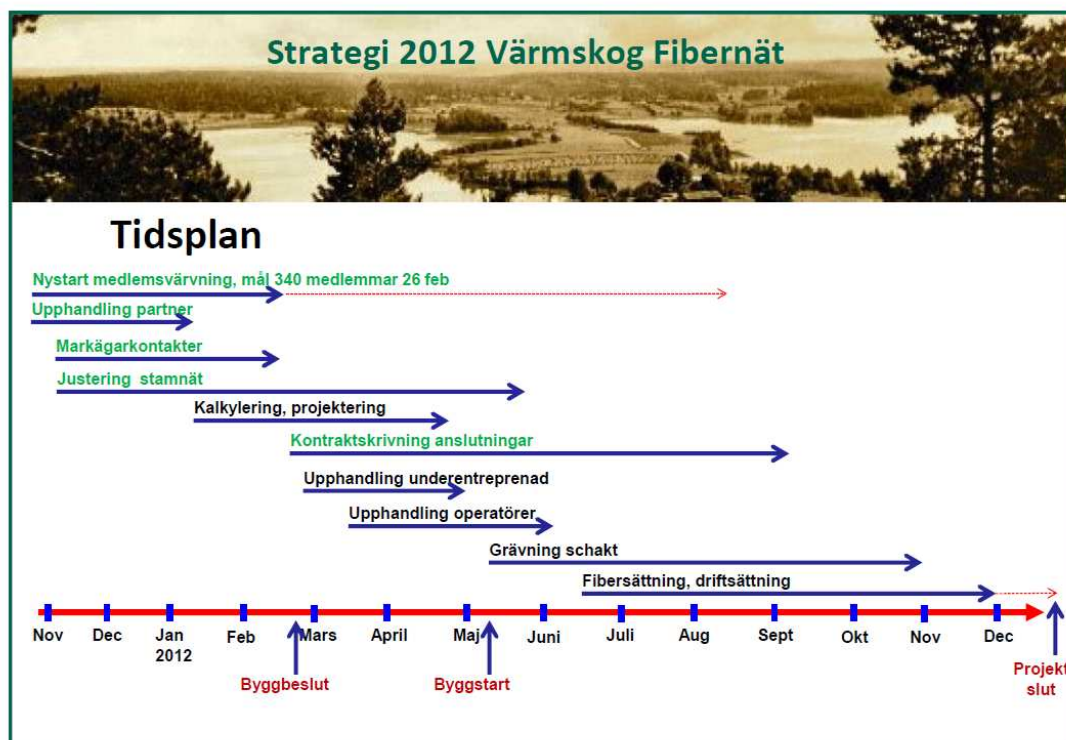 Strategi 2012 Värmskog Fibernät
Tidsplan
Nystart medlemsvärvning, mål 340 medlemmar 26 feb
Upphandling partner
Markägarkontakter
Justering stamnät
Kalkylering, projektering
Kontraktskrivning anslutningar
Upphandling underentreprenad
Upphandling operatörer
Grävning schakt
Fibersättning, driftsättning
Nov Dec Jan Feb Mars April Maj Juni Juli Aug Sept Okt Nov Dec
2012
Byggbeslut Byggstart Projekt
slut